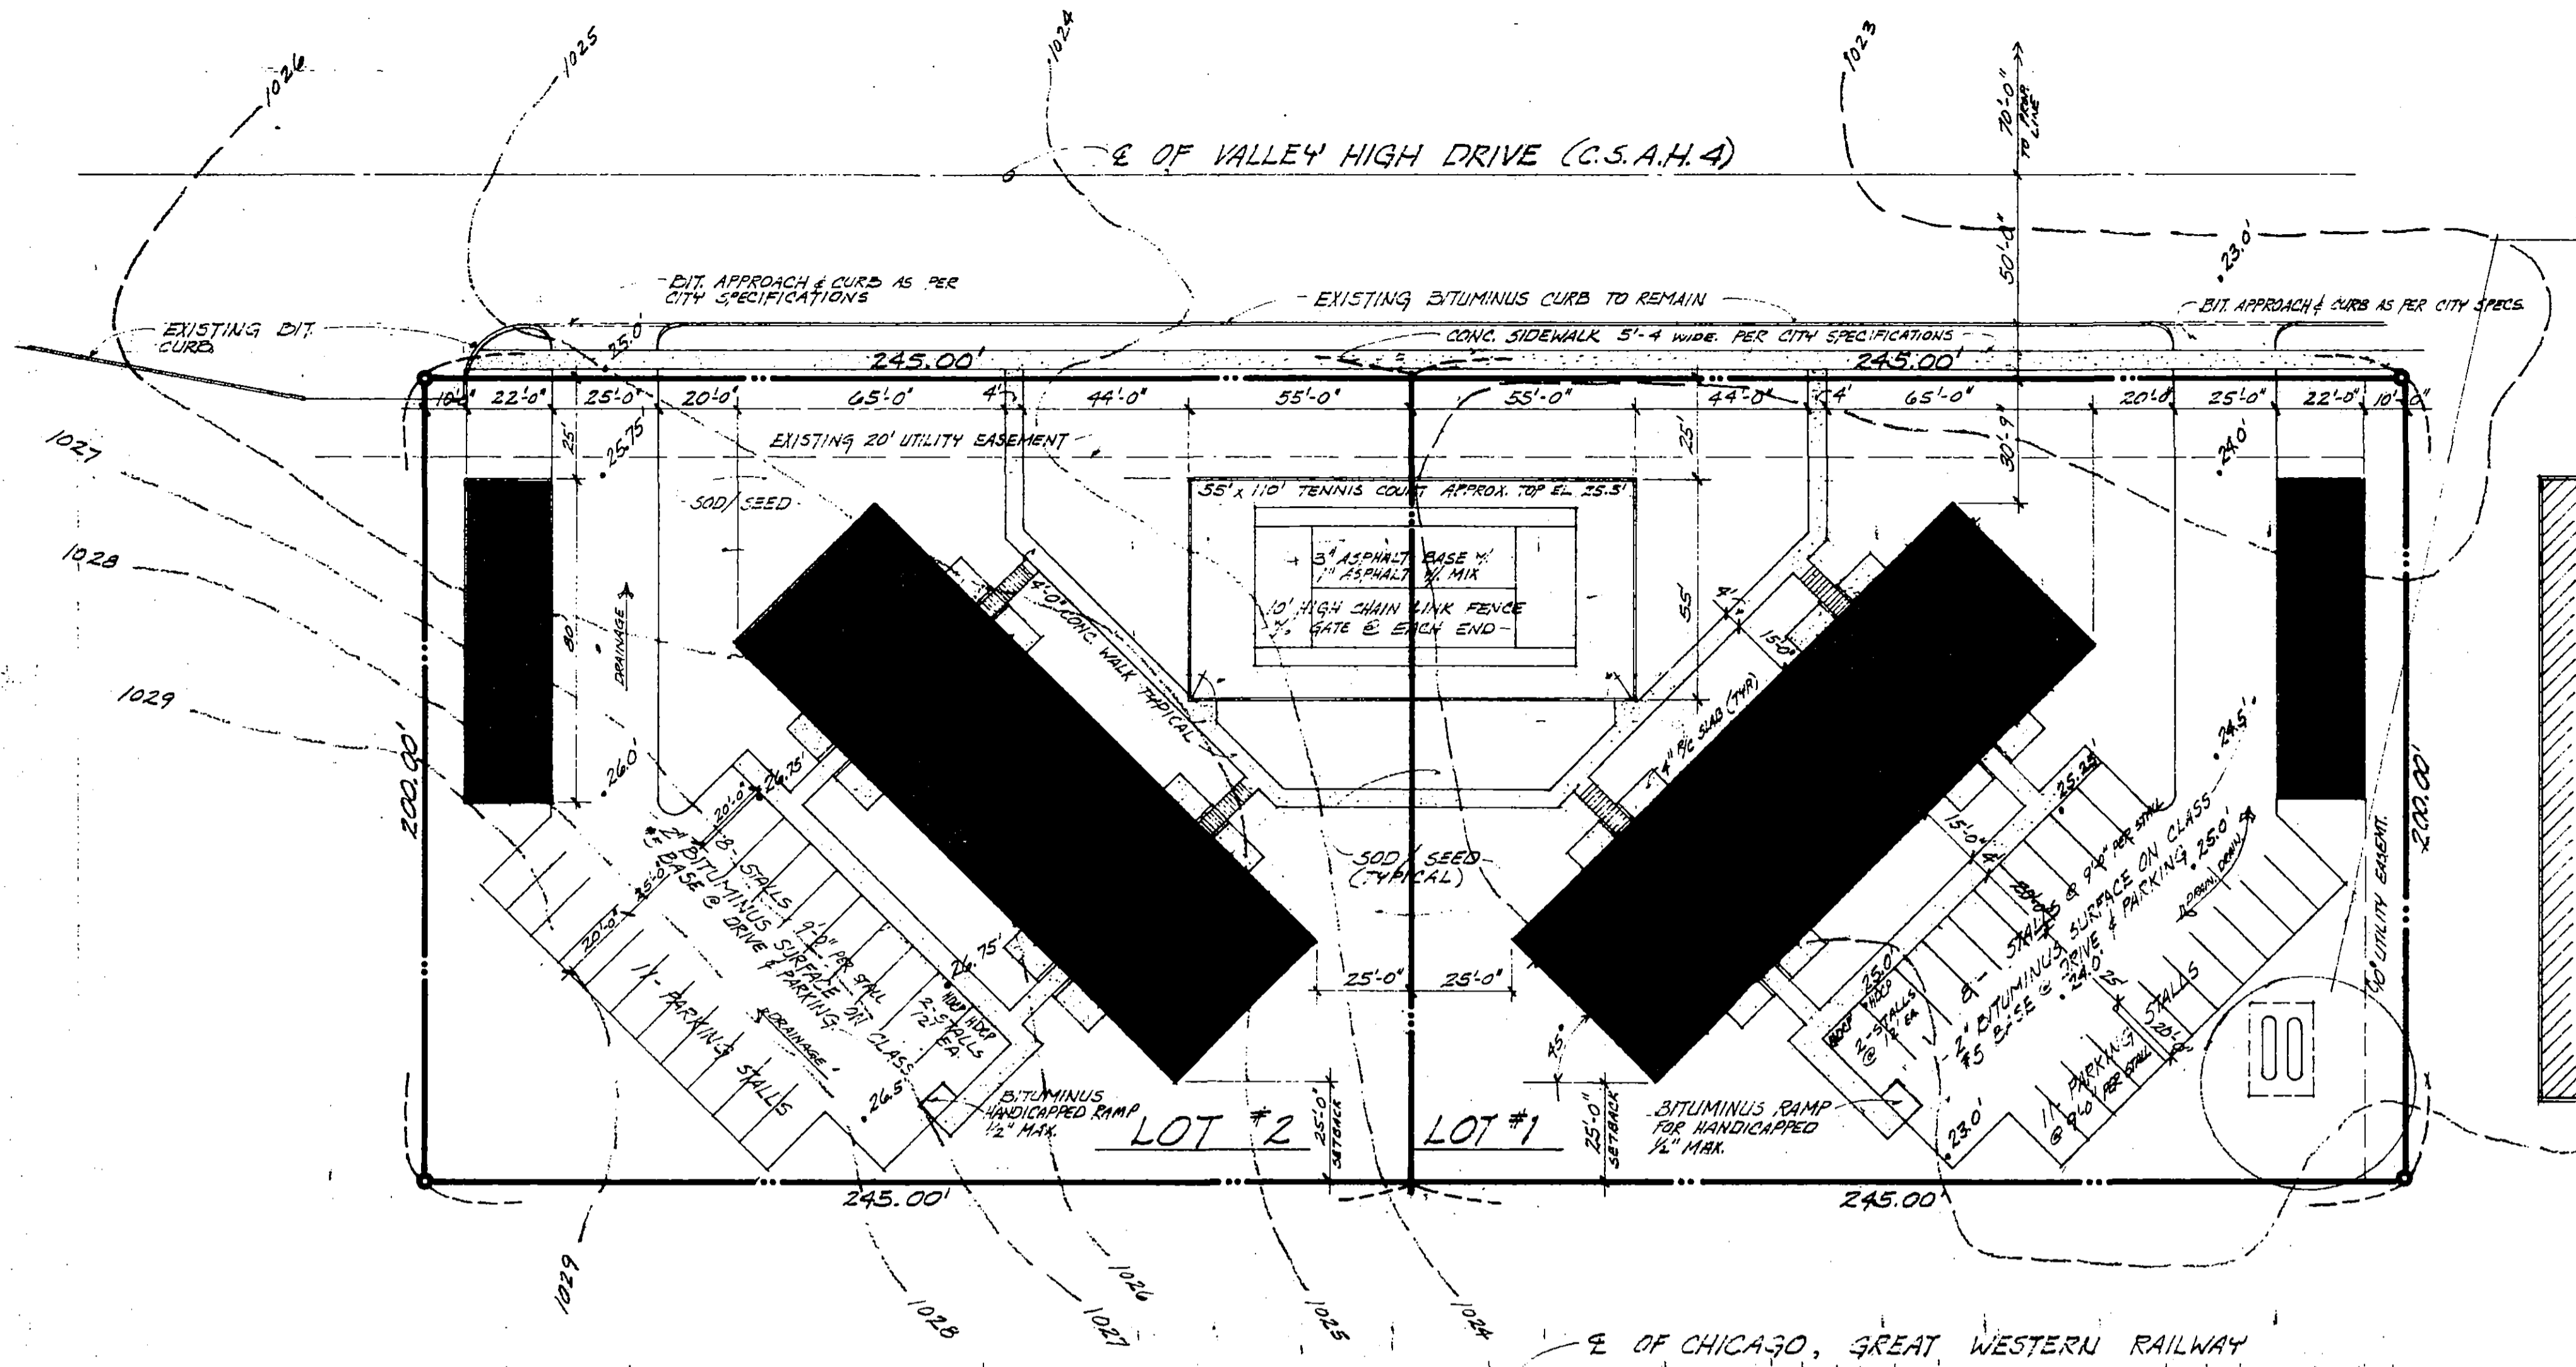 1026
1025
1024
1023
70'-0"
TO PROP.
LINE
℄ OF VALLEY HIGH DRIVE (C.S.A.H. 4)
50'-0"
.23.0'
BIT. APPROACH & CURB AS PER
CITY SPECIFICATIONS
EXISTING BITUMINUS CURB TO REMAIN
BIT. APPROACH & CURB AS PER CITY SPECS.
EXISTING BIT.
CURB
25.0'
CONC. SIDEWALK 5'-4 WIDE. PER CITY SPECIFICATIONS
245.00'
245.00'
10'-0" 22'-0" 25'-0" 20'-0" 65'-0" 4' 44'-0" 55'-0" 55'-0" 44'-0" 4' 65'-0" 20'-0" 25'-0" 22'-0" 10'-0"
1027
25'
.25.75'
EXISTING 20' UTILITY EASEMENT
25'
30'-9"
.24.0'
SOD/SEED
55' x 110' TENNIS COURT APPROX. TOP EL. 25.5'
1028
3" ASPHALT BASE W/
1" ASPHALT W/ MIX
10' HIGH CHAIN LINK FENCE
W. GATE @ EACH END
80'
DRAINAGE
4'-0" CONC. WALK TYPICAL
55'
4'
15'-0"
4" P/C SLAB (TYP)
1029
200.00'
.26.0'
26.75'
20'-0"
25'-0"
20'-0"
8- STALLS 9'-0" PER STALL
2" BITUMINUS SURFACE ON CLASS
#5 BASE @ DRIVE & PARKING
11- PARKING STALLS
DRAINAGE
26.75'
HDCP HDCP
2-STALLS
12' EA.
.26.5
BITUMINUS
HANDICAPPED RAMP
1/2" MAX.
SOD/SEED
(TYPICAL)
25'-0" 25'-0"
45°
LOT #2
25'-0"
SETBACK
LOT #1
25'-0"
SETBACK
BITUMINUS RAMP
FOR HANDICAPPED
1/2" MAX.
24.5'
25.25'
15'-0"
4'
8- STALLS @ 9'-0" PER STALL
2" BITUMINUS SURFACE ON CLASS
#5 BASE @ DRIVE & PARKING
.25.0'
DRAIN DRAIN
.24.0'
25'
25.0'
HDCP HDCP
2-STALLS
@ 12' EA
20'-0"
11- PARKING STALLS
@ 9'-0" PER STALL
.23.0'
UTILITY EASEMT.
200.00'
245.00'
245.00'
1029
1028
1027
1026
1025
1024
℄ OF CHICAGO, GREAT WESTERN RAILWAY